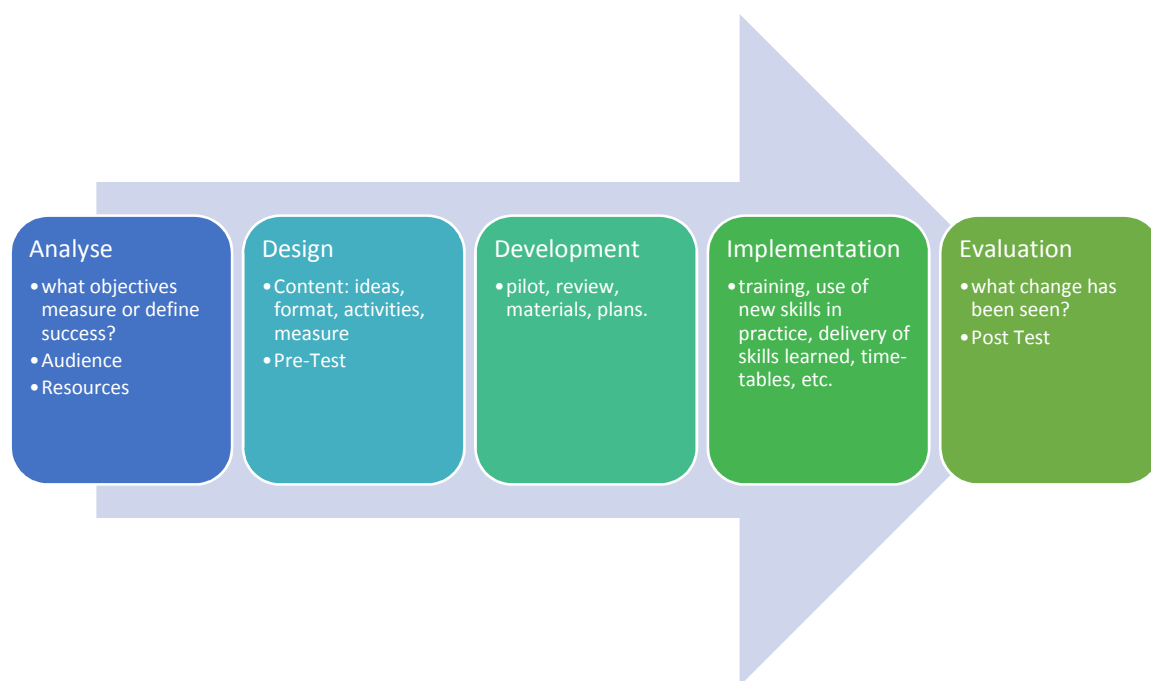 Analyse
•what objectives
measure or define
success?
•Audience
•Resources
Design
•Content: ideas,
format, activities,
measure
•Pre-Test
Development
•pilot, review,
materials, plans.
Implementation
•training, use of
new skills in
practice, delivery of
skills learned, time-
tables, etc.
Evaluation
•what change has
been seen?
•Post Test